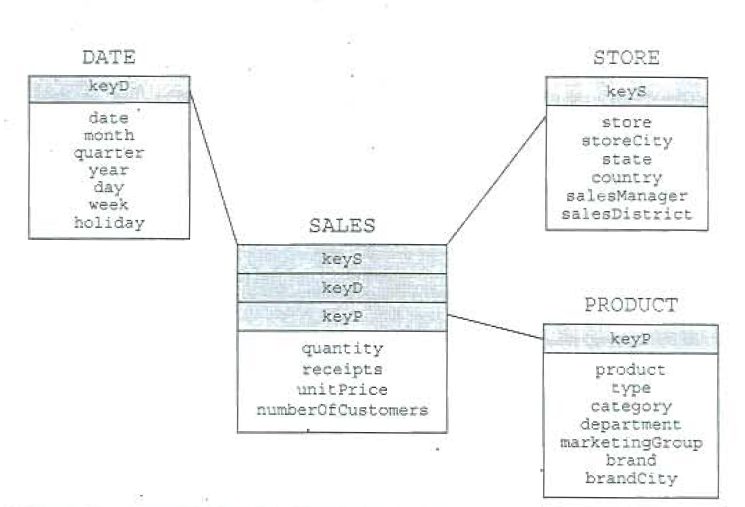 DATE
keyD
date
month
quarter
year
day
week
holiday
STORE
keyS
store
storeCity
state
country
salesManager
salesDistrict
SALES
keyS
keyD
keyP
quantity
receipts
unitPrice
numberOfCustomers
PRODUCT
keyP
product
type
category
department
marketingGroup
brand
brandCity